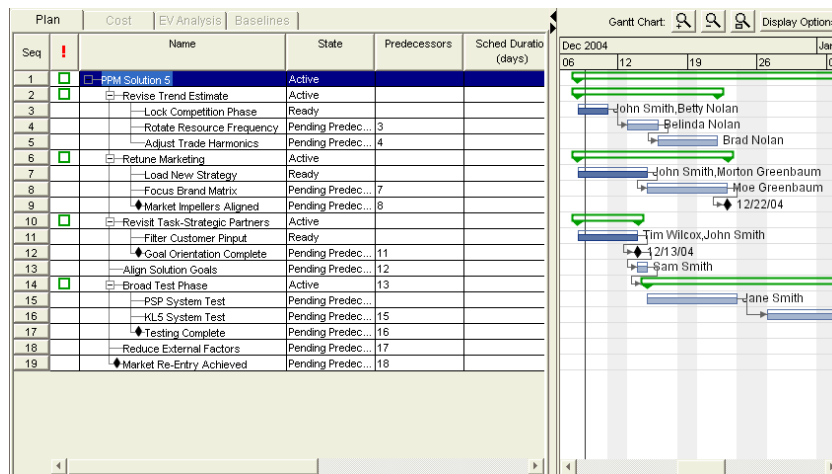 Plan Cost EV Analysis Baselines Gantt Chart: Display Option
Seq ! Name State Predecessors Sched Duratio
(days)
Dec 2004 Jan
06 12 19 26 0
1 PPM Solution 5 Active
2 Revise Trend Estimate Active
3 Lock Competition Phase Ready John Smith,Betty Nolan
4 Rotate Resource Frequency Pending Predec... 3 Belinda Nolan
5 Adjust Trade Harmonics Pending Predec... 4 Brad Nolan
6 Retune Marketing Active
7 Load New Strategy Ready John Smith,Morton Greenbaum
8 Focus Brand Matrix Pending Predec... 7 Moe Greenbaum
9 Market Impellers Aligned Pending Predec... 8 12/22/04
10 Revisit Task-Strategic Partners Active
11 Filter Customer Pinput Ready Tim Wilcox,John Smith
12 Goal Orientation Complete Pending Predec... 11 12/13/04
13 Align Solution Goals Pending Predec... 12 Sam Smith
14 Broad Test Phase Active 13
15 PSP System Test Pending Predec... Jane Smith
16 KL5 System Test Pending Predec... 15
17 Testing Complete Pending Predec... 16
18 Reduce External Factors Pending Predec... 17
19 Market Re-Entry Achieved Pending Predec... 18